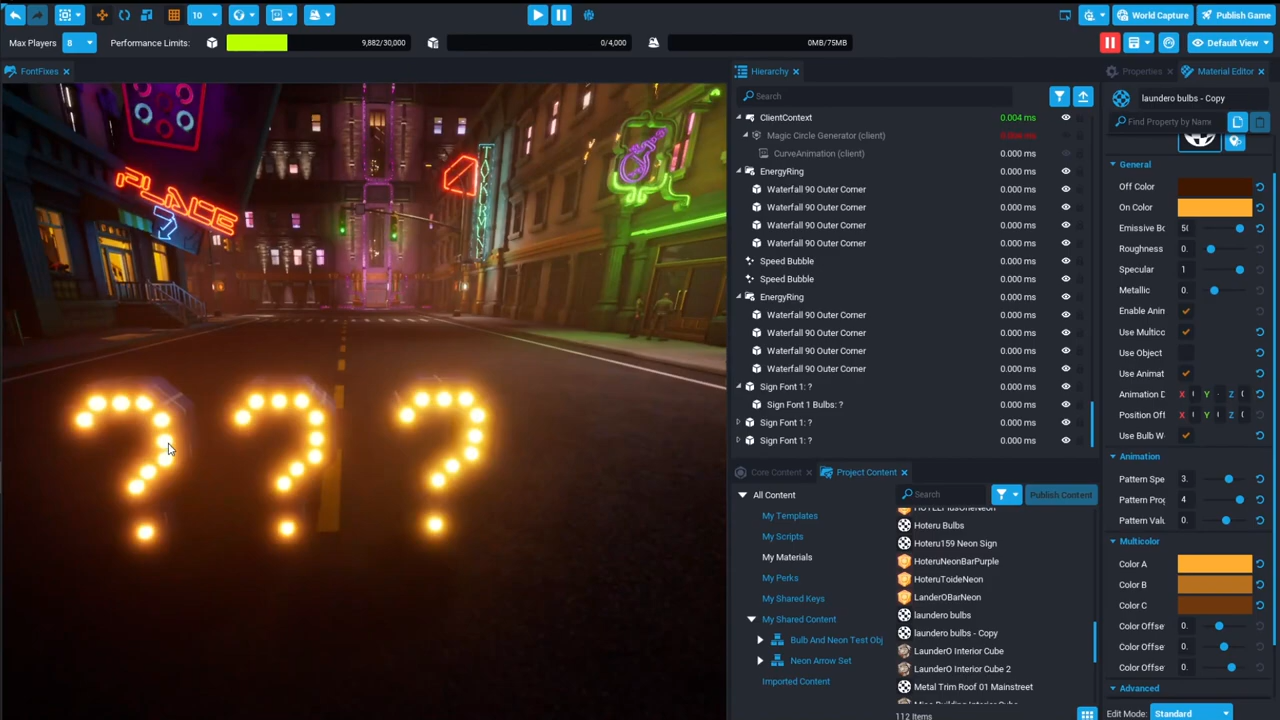 10
World Capture
Publish Game
Max Players
8
Performance Limits:
9,882/30,000
0/4,000
0MB/75MB
Default View
FontFixes
Hierarchy
Properties
Material Editor
Search
laundero bulbs - Copy
Find Property by Name
ClientContext 0.004 ms
Magic Circle Generator (client)
CurveAnimation (client) 0.000 ms
EnergyRing 0.000 ms
Waterfall 90 Outer Corner 0.000 ms
Waterfall 90 Outer Corner 0.000 ms
Waterfall 90 Outer Corner 0.000 ms
Waterfall 90 Outer Corner 0.000 ms
Speed Bubble 0.000 ms
Speed Bubble 0.000 ms
EnergyRing 0.000 ms
Waterfall 90 Outer Corner 0.000 ms
Waterfall 90 Outer Corner 0.000 ms
Waterfall 90 Outer Corner 0.000 ms
Waterfall 90 Outer Corner 0.000 ms
Sign Font 1: ? 0.000 ms
Sign Font 1 Bulbs: ? 0.000 ms
Sign Font 1: ? 0.000 ms
Sign Font 1: ? 0.000 ms
General
Off Color
On Color
Emissive Bo
Roughness 0.
Specular 1
Metallic 0.
Enable Anim
Use Multico
Use Object
Use Animat
Animation D X Y Z
Position Off X Y Z
Use Bulb W
Animation
Pattern Spe 3.
Pattern Prog 4
Pattern Valu 0.
Multicolor
Color A
Color B
Color C
Color Offse 0.
Color Offse 0.
Color Offse 0.
Advanced
Edit Mode: Standard
Core Content
Project Content
All Content
Search
Publish Content
My Templates
My Scripts
My Materials
My Perks
My Shared Keys
My Shared Content
Bulb And Neon Test Obj
Neon Arrow Set
Imported Content
Hoteru Bulbs
Hoteru159 Neon Sign
HoteruNeonBarPurple
HoteruToideNeon
LanderOBarNeon
laundero bulbs
laundero bulbs - Copy
LaunderO Interior Cube
LaunderO Interior Cube 2
Metal Trim Roof 01 Mainstreet
112 Items
PLANCE
? ? ?